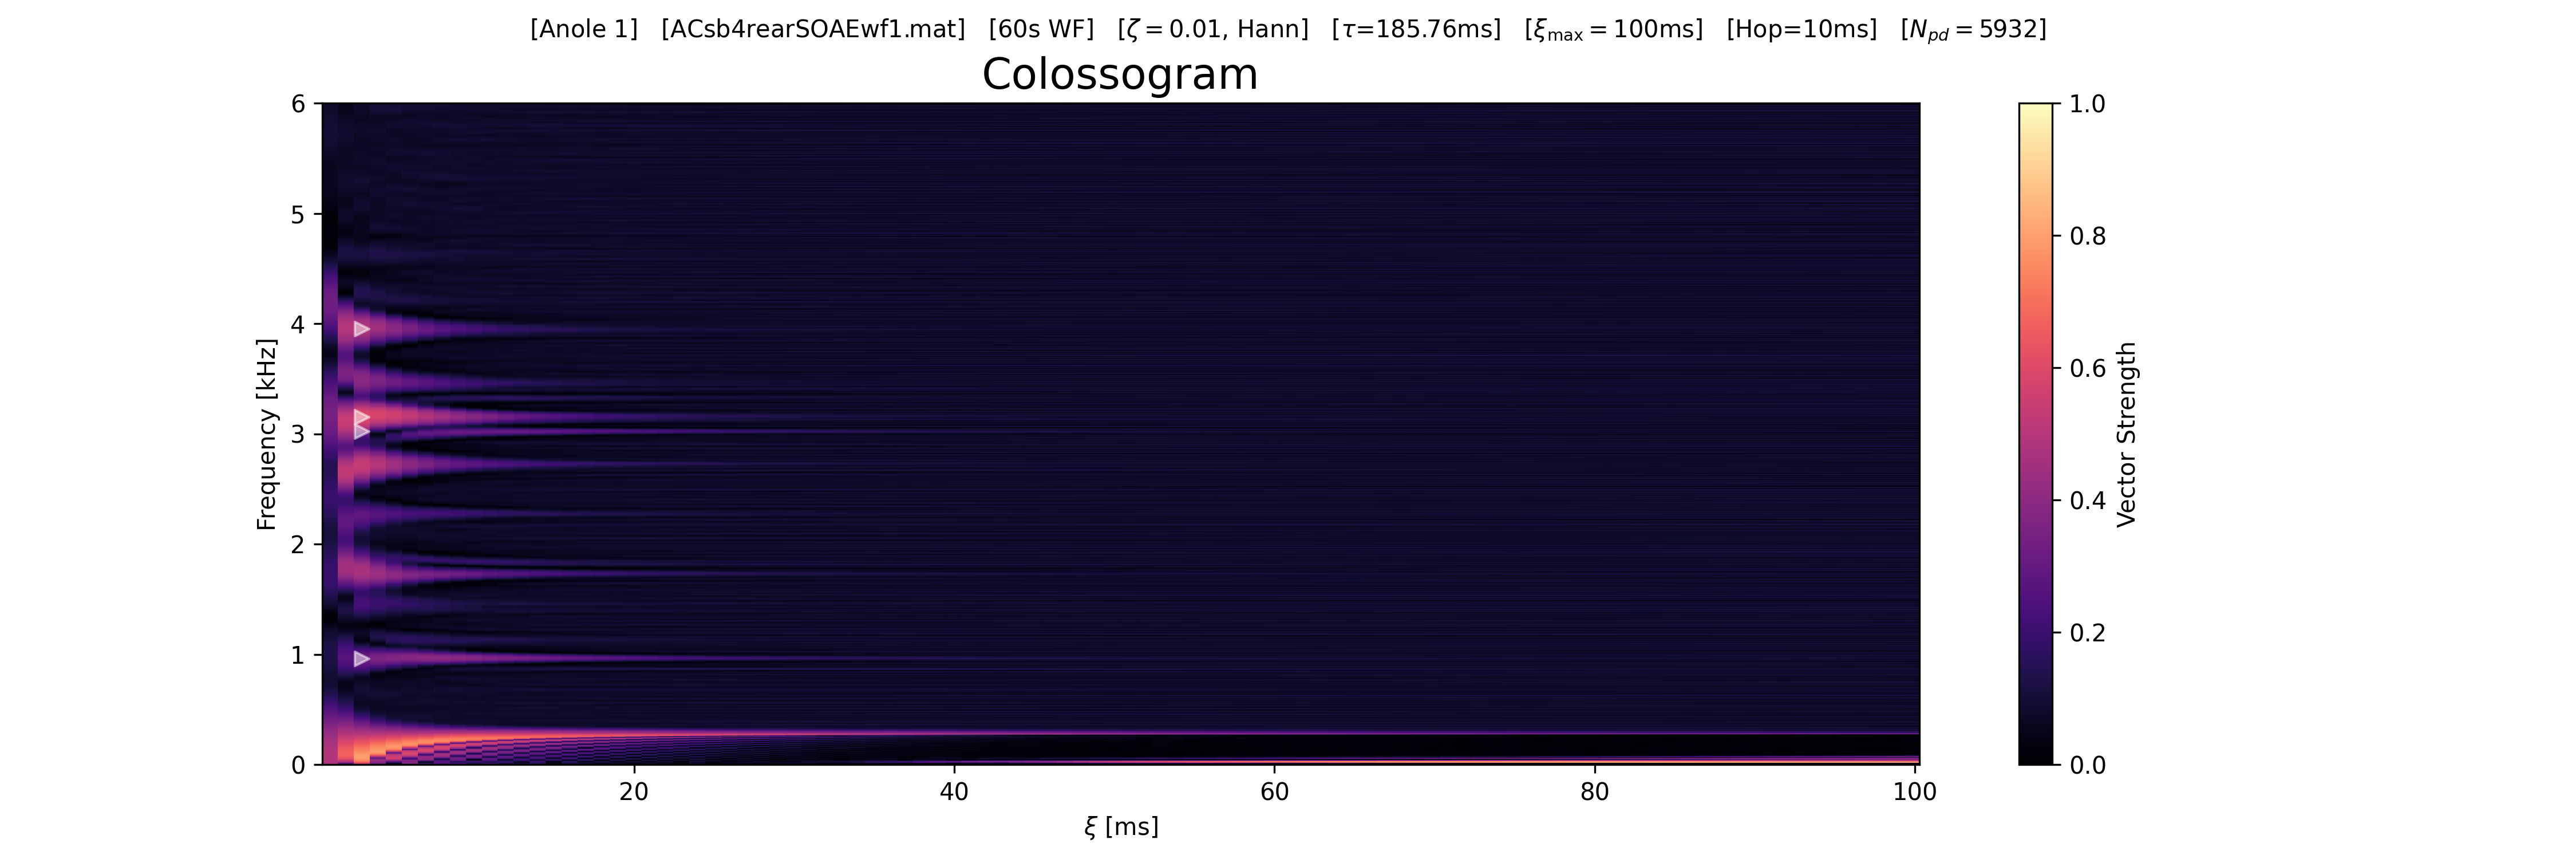 [Anole 1] [ACsb4rearSOAEwf1.mat] [60s WF] [ζ = 0.01, Hann] [τ=185.76ms] [ξmax = 100ms] [Hop=10ms] [Npd = 5932]
Colossogram
6
5
4
3
2
1
0
Frequency [kHz]
20 40 60 80 100
ξ [ms]
1.0
0.8
0.6
0.4
0.2
0.0
Vector Strength